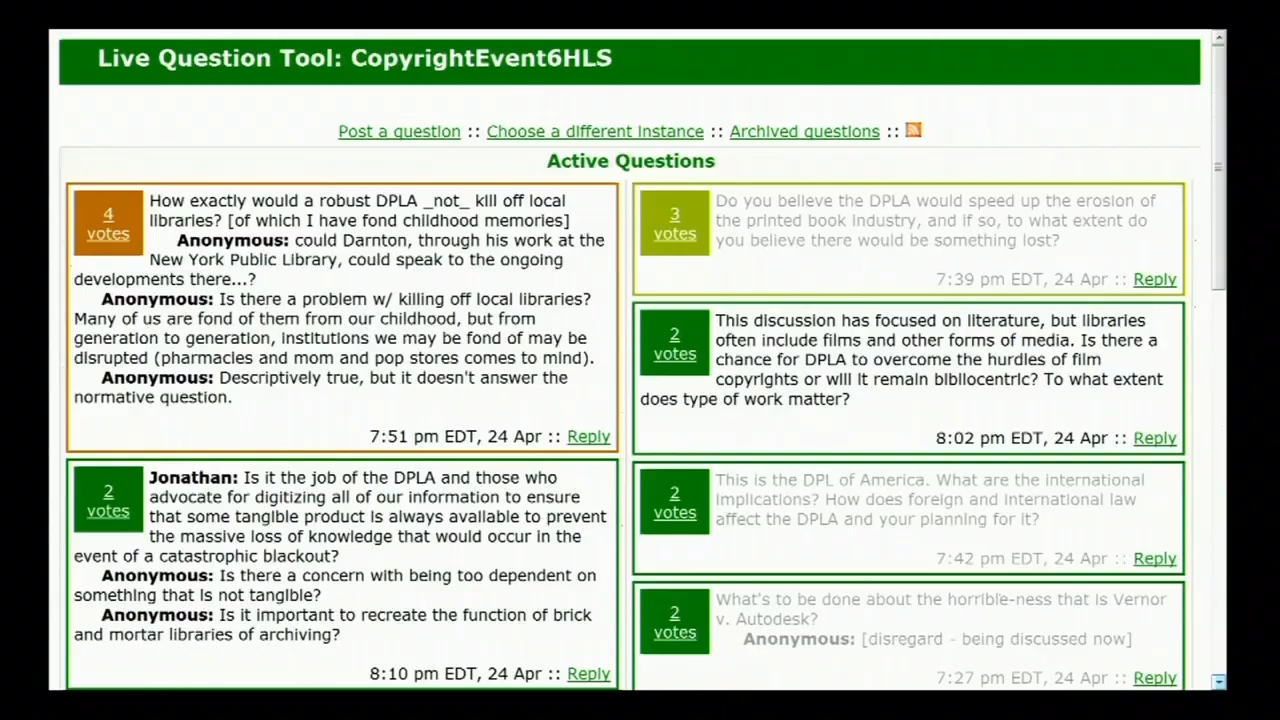 Live Question Tool: CopyrightEvent6HLS
Post a question :: Choose a different instance :: Archived questions ::
Active Questions
4
votes
How exactly would a robust DPLA _not_ kill off local
libraries? [of which I have fond childhood memories]
Anonymous: could Darnton, through his work at the
New York Public Library, could speak to the ongoing
developments there...?
Anonymous: Is there a problem w/ killing off local libraries?
Many of us are fond of them from our childhood, but from
generation to generation, institutions we may be fond of may be
disrupted (pharmacies and mom and pop stores comes to mind).
Anonymous: Descriptively true, but it doesn't answer the
normative question.
7:51 pm EDT, 24 Apr :: Reply
2
votes
Jonathan: Is it the job of the DPLA and those who
advocate for digitizing all of our information to ensure
that some tangible product is always available to prevent
the massive loss of knowledge that would occur in the
event of a catastrophic blackout?
Anonymous: Is there a concern with being too dependent on
something that is not tangible?
Anonymous: Is it important to recreate the function of brick
and mortar libraries of archiving?
8:10 pm EDT, 24 Apr :: Reply
3
votes
Do you believe the DPLA would speed up the erosion of
the printed book industry, and if so, to what extent do
you believe there would be something lost?
7:39 pm EDT, 24 Apr :: Reply
2
votes
This discussion has focused on literature, but libraries
often include films and other forms of media. Is there a
chance for DPLA to overcome the hurdles of film
copyrights or will it remain bibliocentric? To what extent
does type of work matter?
8:02 pm EDT, 24 Apr :: Reply
2
votes
This is the DPL of America. What are the international
implications? How does foreign and international law
affect the DPLA and your planning for it?
7:42 pm EDT, 24 Apr :: Reply
2
votes
What's to be done about the horrible-ness that is Vernor
v. Autodesk?
Anonymous: [disregard - being discussed now]
7:27 pm EDT, 24 Apr :: Reply